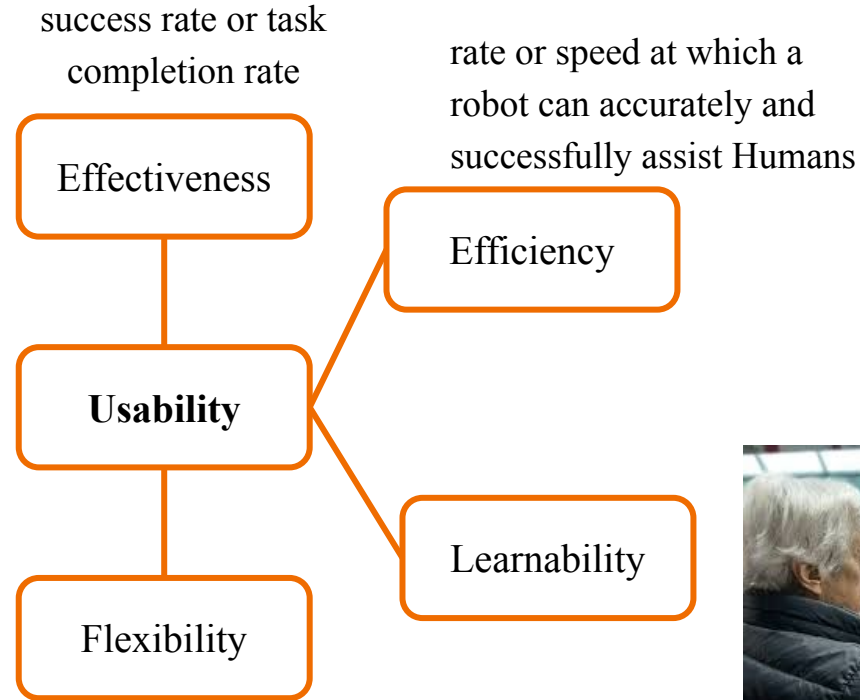 success rate or task
completion rate
rate or speed at which a
robot can accurately and
successfully assist Humans
Effectiveness
Efficiency
Usability
Learnability
Flexibility